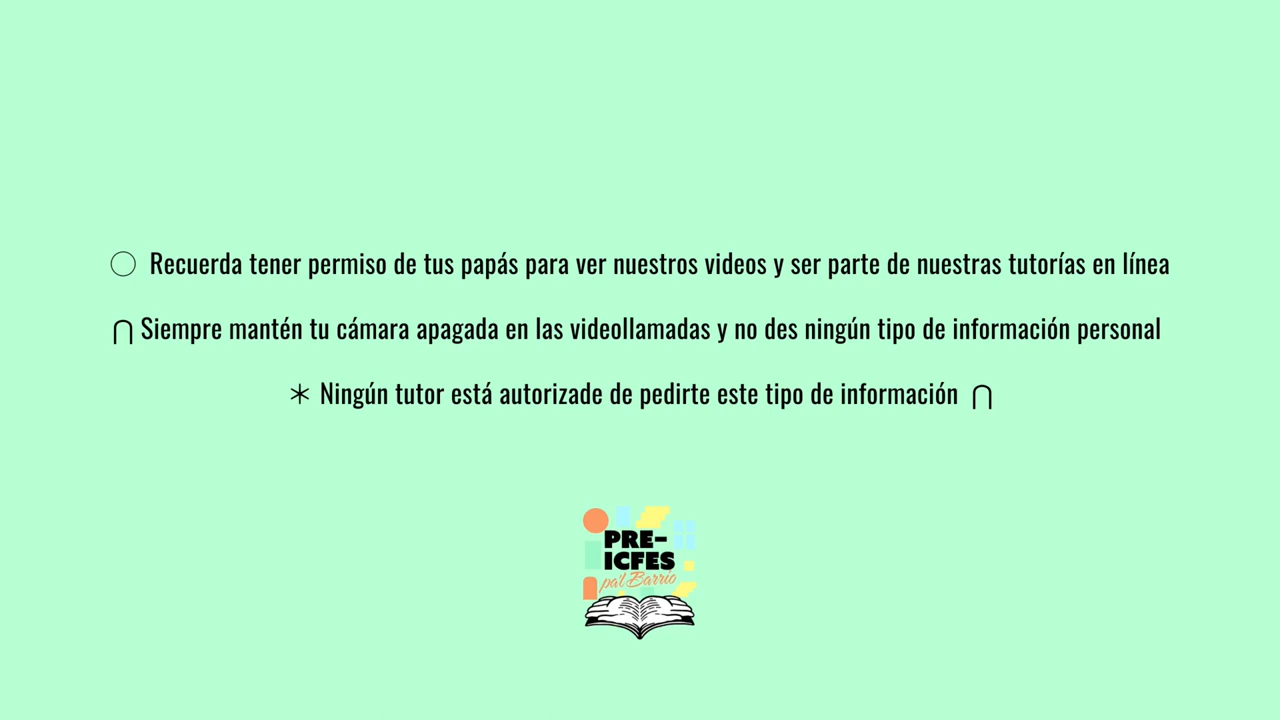 ◯ Recuerda tener permiso de tus papás para ver nuestros videos y ser parte de nuestras tutorías en línea
⋂ Siempre mantén tu cámara apagada en las videollamadas y no des ningún tipo de información personal
✳ Ningún tutor está autorizade de pedirte este tipo de información ⋂
PRE-
ICFES
pa'l Barrio